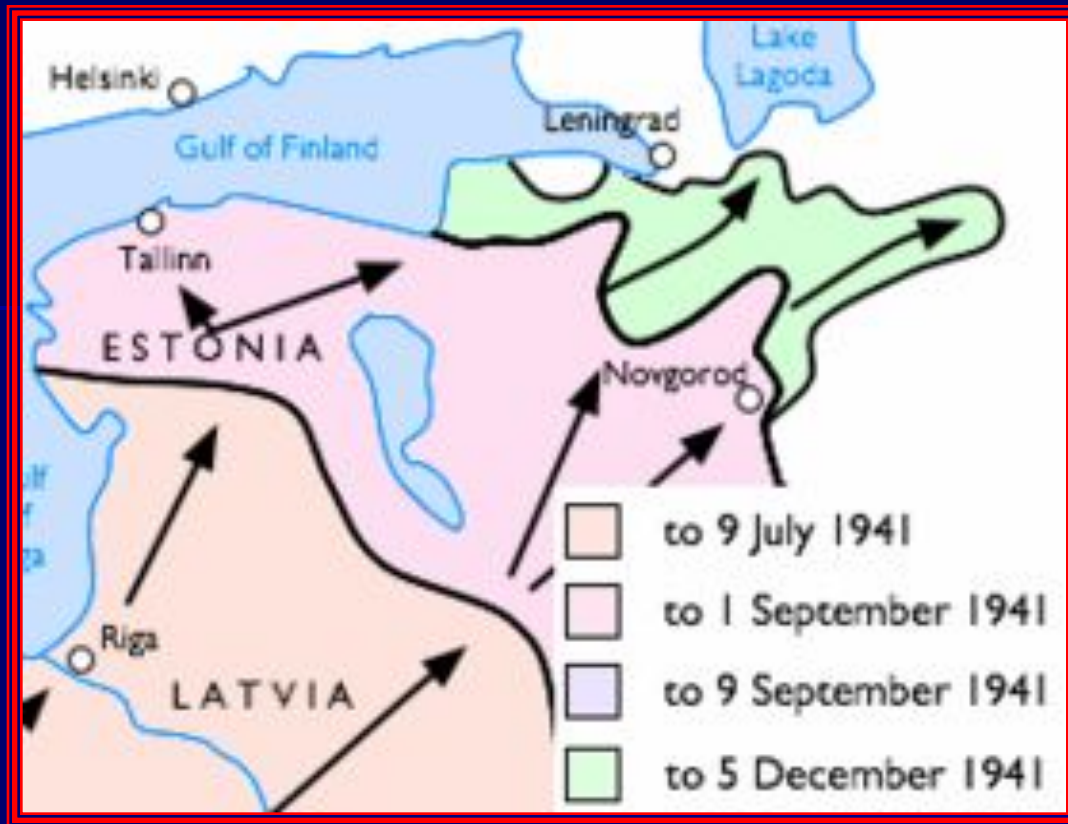 Helsinki
Lake
Lagoda
Leningrad
Gulf of Finland
Tallinn
ESTONIA
Novgorod
Riga
LATVIA
to 9 July 1941
to 1 September 1941
to 9 September 1941
to 5 December 1941